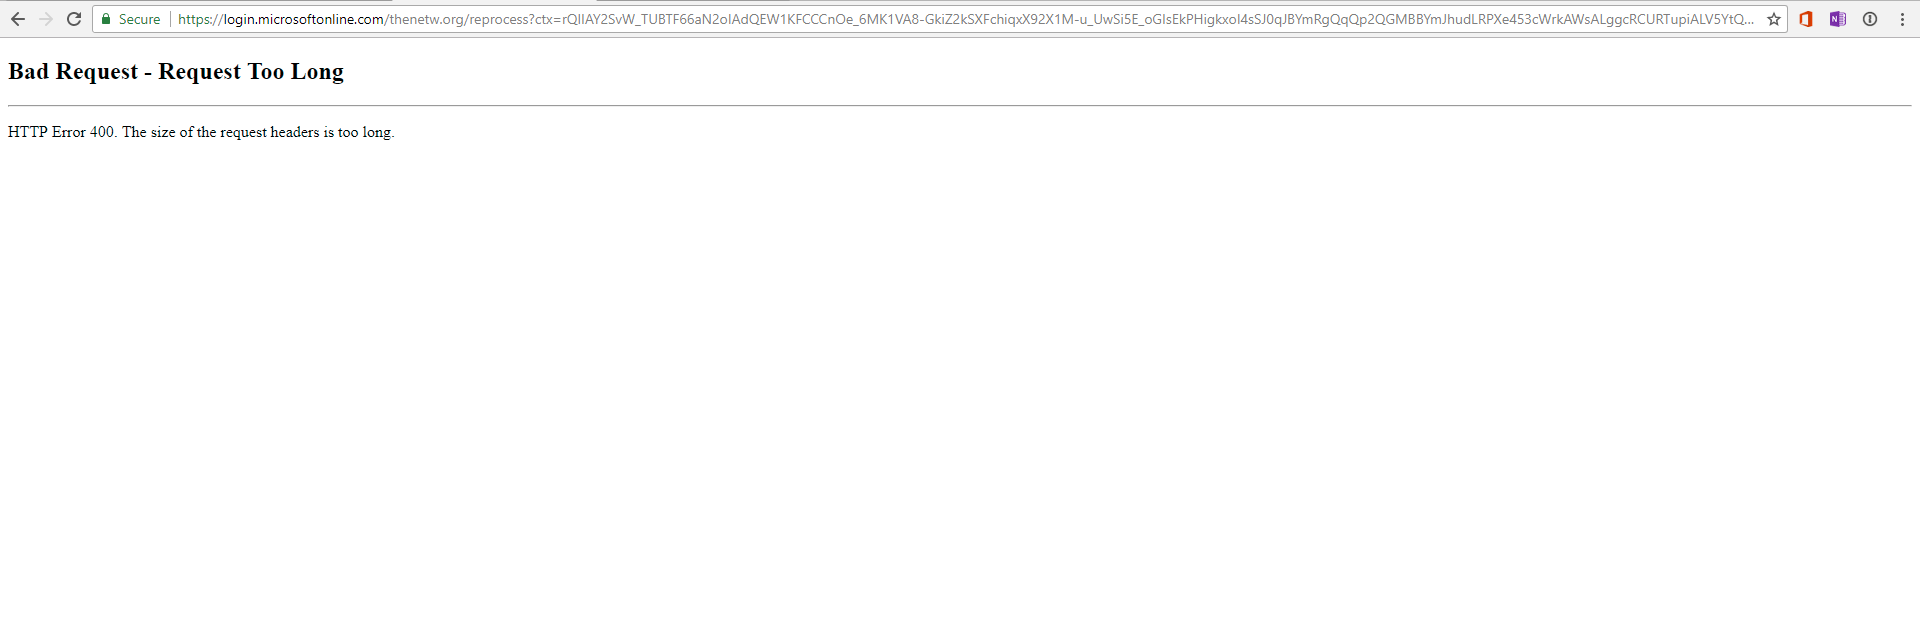 Secure | https://login.microsoftonline.com/thenetw.org/reprocess?ctx=rQIIAY2SvW_TUBTF66aN2oIAdQEW1KFCCCnOe_6MK1VA8-GkiZ2kSXFchiqxX92X1M-u_UwSi5E_oGIsEkPHigkxoI4sSJ0qJBYmRgQqQp2QGMBBYmJhudLRPXe453cWrkAWsALggcRCURTupiALV5YtQ...
Bad Request - Request Too Long
HTTP Error 400. The size of the request headers is too long.